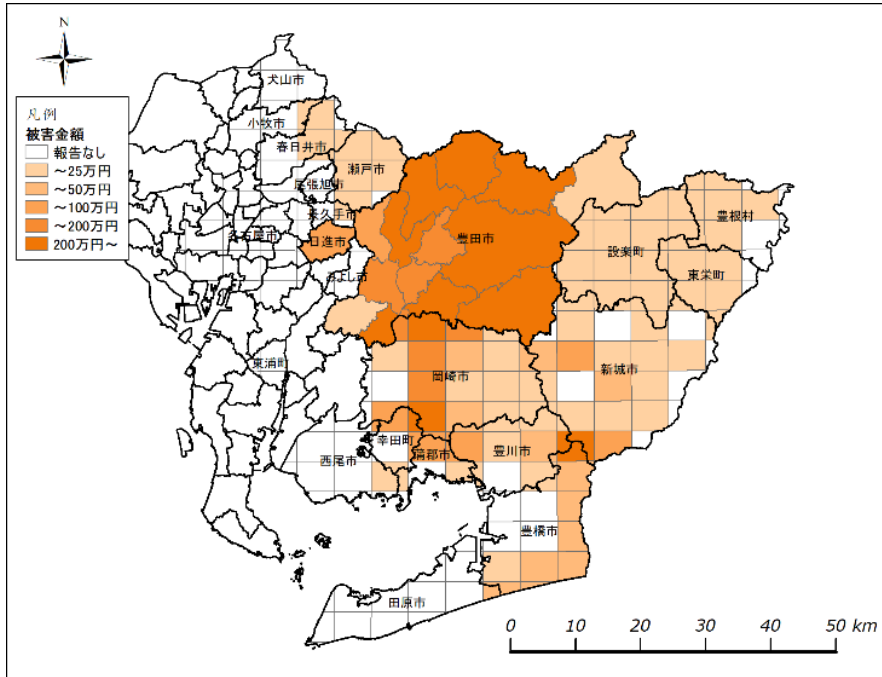 N
犬山市
凡例
被害金額
報告なし
～25万円
～50万円
～100万円
～200万円
200万円～
小牧市
春日井市
瀬戸市
尾張旭市
長久手市
名古屋市
日進市
みよし市
豊田市
豊根村
設楽町
東栄町
東浦町
岡崎市
新城市
幸田町
西尾市
蒲郡市
豊川市
豊橋市
田原市
0 10 20 30 40 50 km